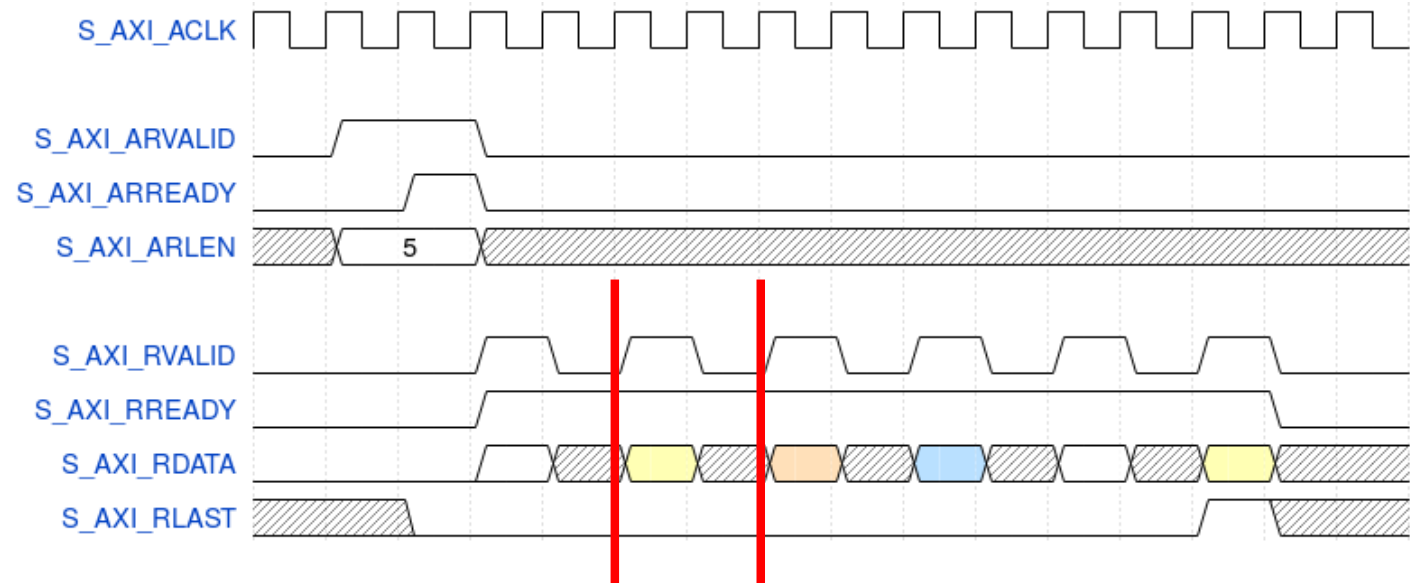 S_AXI_ACLK
S_AXI_ARVALID
S_AXI_ARREADY
S_AXI_ARLEN
5
S_AXI_RVALID
S_AXI_RREADY
S_AXI_RDATA
S_AXI_RLAST